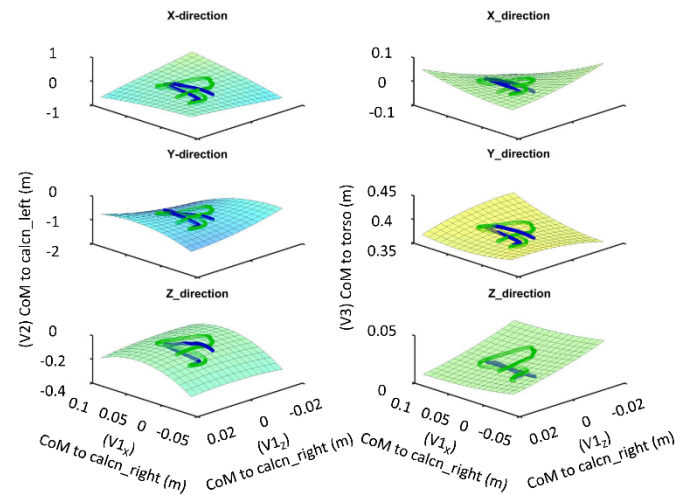 X-direction
X_direction
1
0
-1
0.1
0
-0.1
Y-direction
Y_direction
0
-1
-2
0.45
0.4
0.35
(V2) CoM to calcn_left (m)
(V3) CoM to torso (m)
Z_direction
Z_direction
0
-0.2
-0.4
0.05
0
0.1
0.05
0
-0.05
0.02
0
-0.02
0.1
0.05
0
-0.05
0.02
0
-0.02
(V1X)
CoM to calcn_right (m)
(V1Z)
CoM to calcn_right (m)
(V1X)
CoM to calcn_right (m)
(V1Z)
CoM to calcn_right (m)